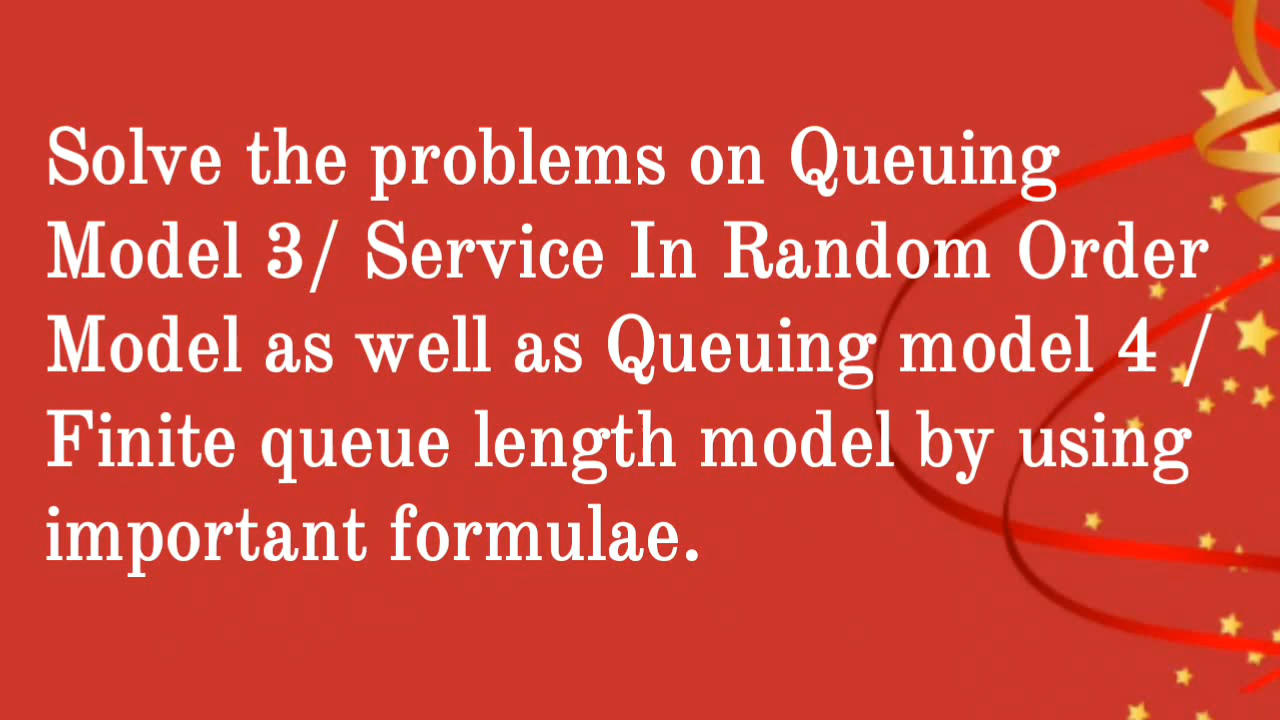 Solve the problems on Queuing
Model 3/ Service In Random Order
Model as well as Queuing model 4 /
Finite queue length model by using
important formulae.